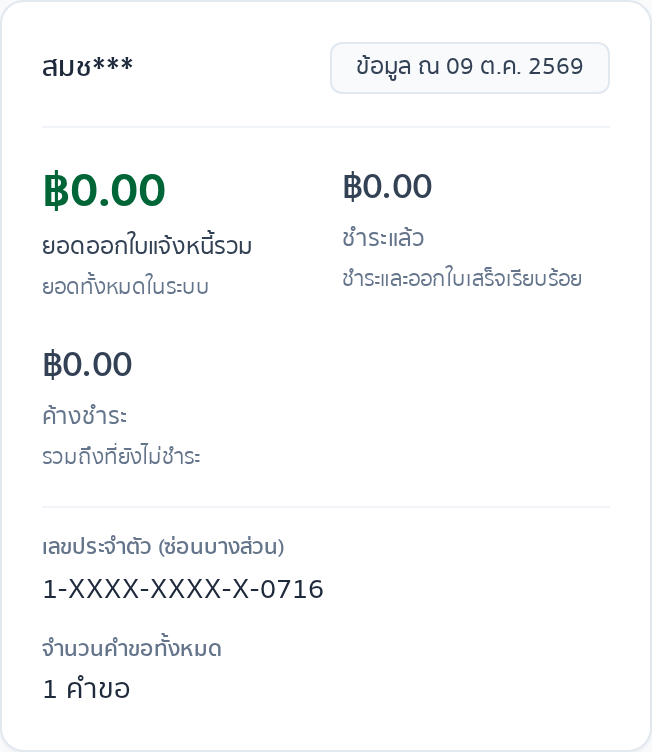 สมช***
ข้อมูล ณ 09 ต.ค. 2569
฿0.00
ยอดออกใบแจ้งหนี้รวม
ยอดทั้งหมดในระบบ
฿0.00
ชำระแล้ว
ชำระและออกใบเสร็จเรียบร้อย
฿0.00
ค้างชำระ
รวมถึงที่ยังไม่ชำระ
เลขประจำตัว (ซ่อนบางส่วน)
1-XXXX-XXXX-X-0716
จำนวนคำขอทั้งหมด
1 คำขอ